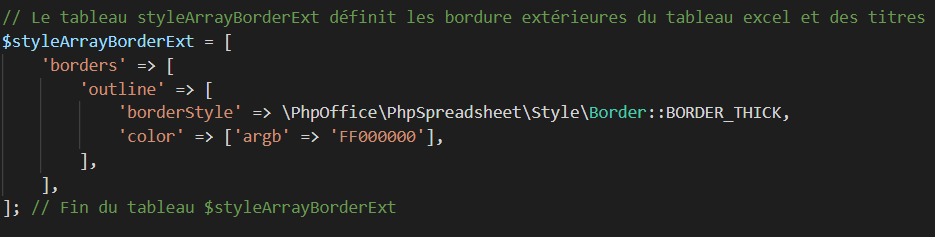 // Le tableau styleArrayBorderExt définit les bordure extérieures du tableau excel et des titres
$styleArrayBorderExt = [
    'borders' => [
        'outline' => [
            'borderStyle' => \PhpOffice\PhpSpreadsheet\Style\Border::BORDER_THICK,
            'color' => ['argb' => 'FF000000'],
        ],
    ],
]; // Fin du tableau $styleArrayBorderExt